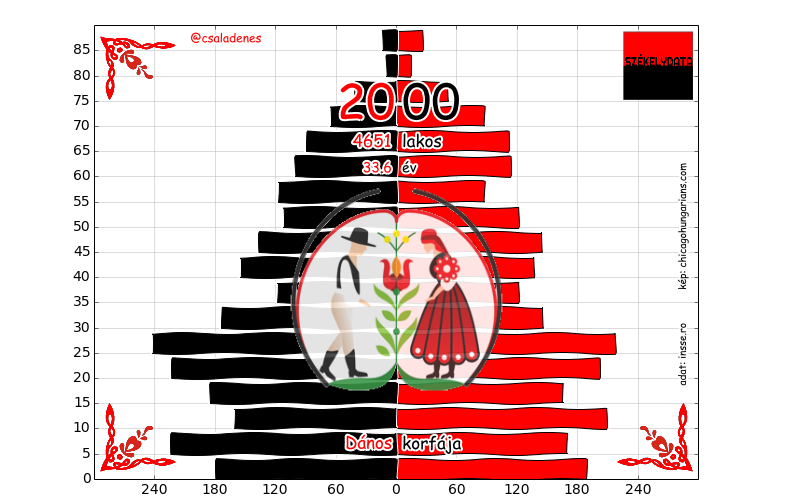 @csaladenes
SZÉKELYDATA
2000
4651 lakos
33.6 év
kép: chicagohungarians.com
adat: insse.ro
Dános korfája
85
80
75
70
65
60
55
50
45
40
35
30
25
20
15
10
5
0
240 180 120 60 0 60 120 180 240